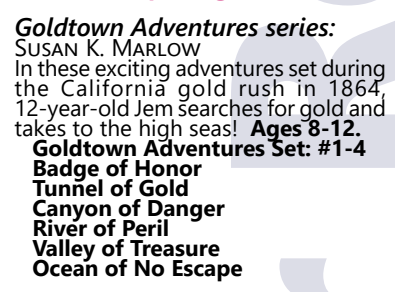 Goldtown Adventures series:
SUSAN K. MARLOW
In these exciting adventures set during
the California gold rush in 1864,
12-year-old Jem searches for gold and
takes to the high seas! Ages 8-12.
Goldtown Adventures Set: #1-4
Badge of Honor
Tunnel of Gold
Canyon of Danger
River of Peril
Valley of Treasure
Ocean of No Escape